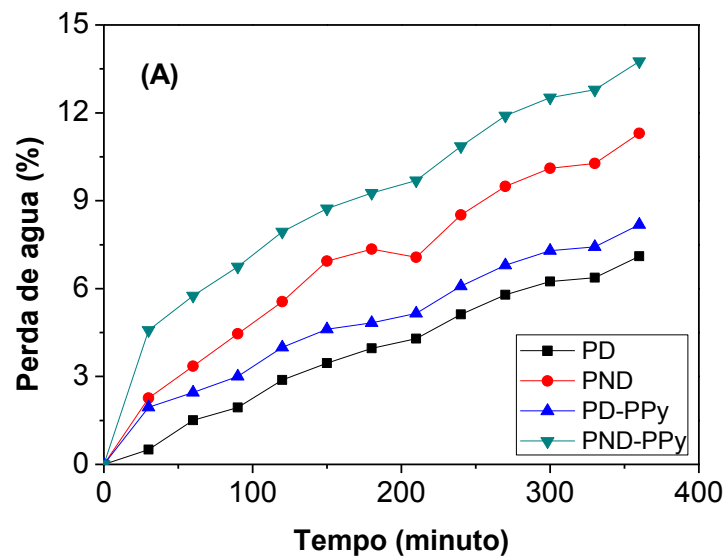 (A)
Perda de agua (%)
15
12
9
6
3
0
0
100
200
300
400
Tempo (minuto)
PD
PND
PD-PPy
PND-PPy